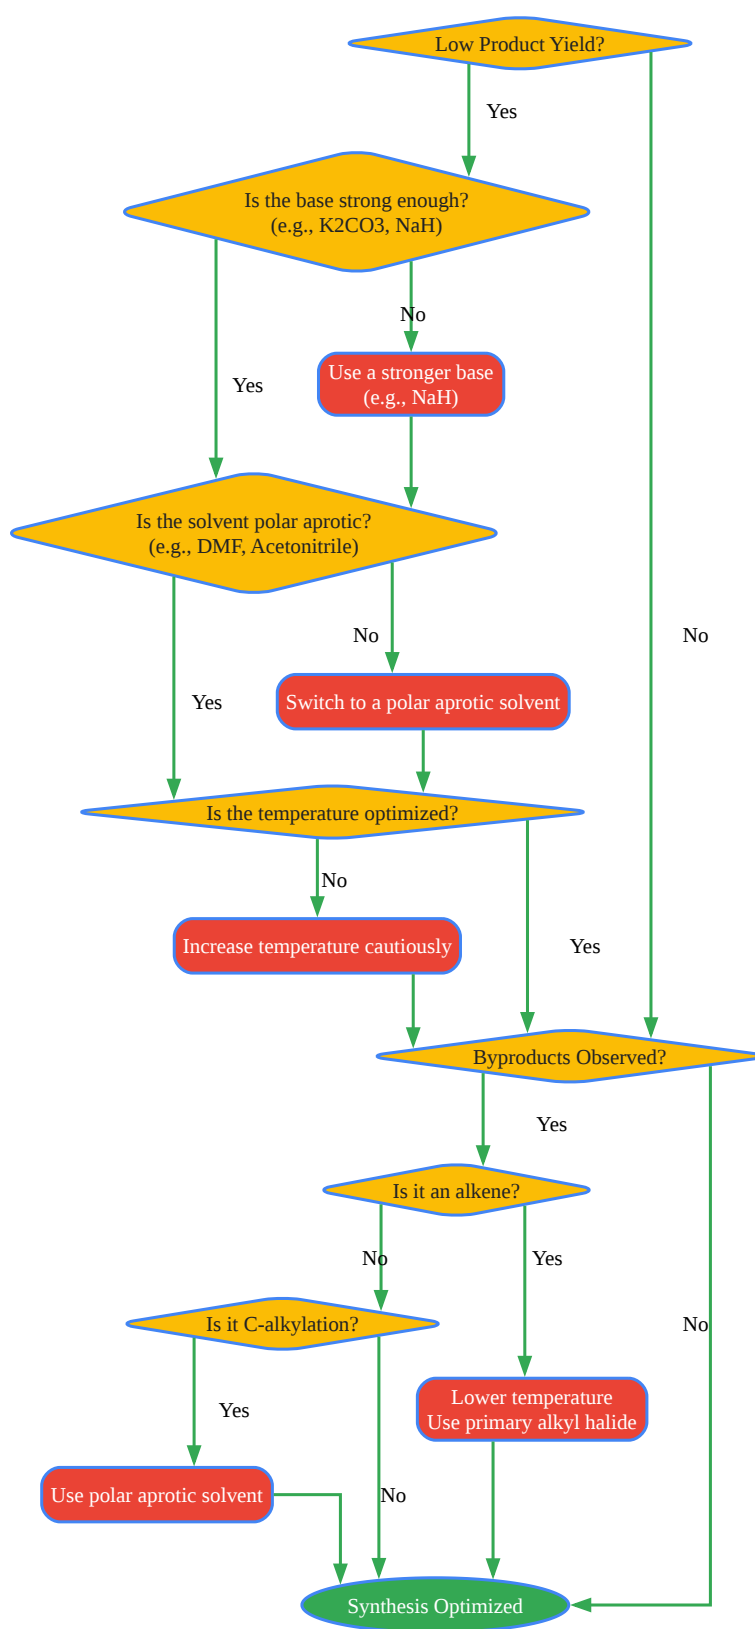 Low Product Yield?
Yes
Is the base strong enough?
(e.g., K2CO3, NaH)
No
Use a stronger base
(e.g., NaH)
Yes
Is the solvent polar aprotic?
(e.g., DMF, Acetonitrile)
No
No
Switch to a polar aprotic solvent
Yes
Is the temperature optimized?
No
Increase temperature cautiously
Yes
Byproducts Observed?
Yes
Is it an alkene?
No
Yes
Is it C-alkylation?
No
Lower temperature
Use primary alkyl halide
Yes
Use polar aprotic solvent
No
Synthesis Optimized